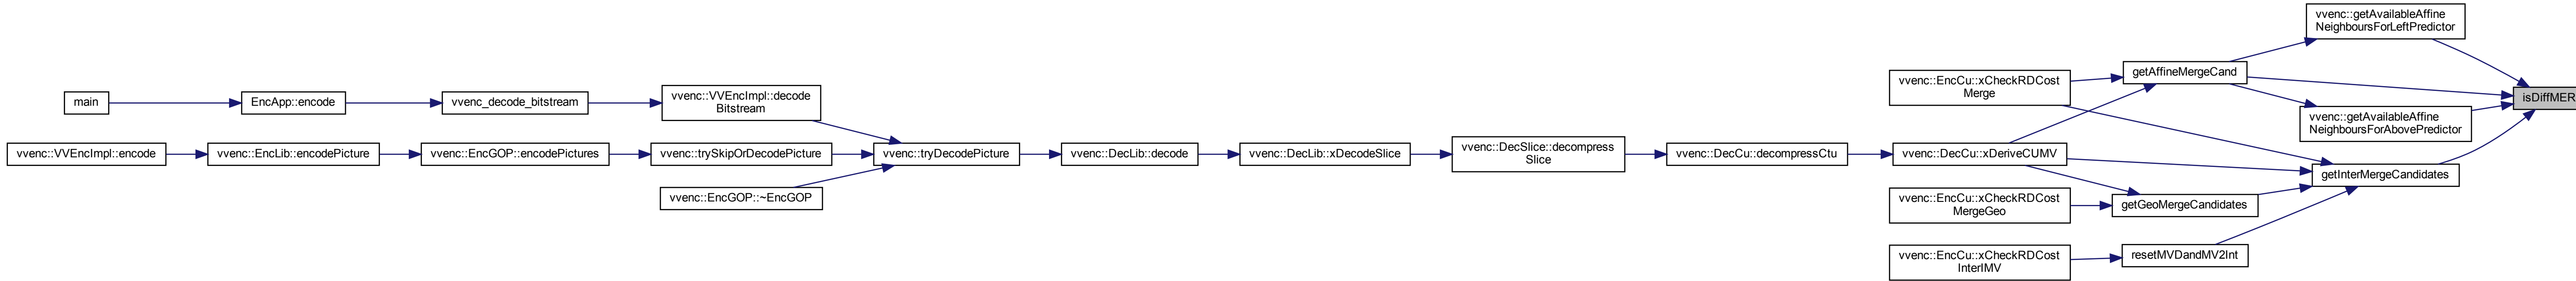 main
EncApp::encode
vvenc_decode_bitstream
vvenc::VVEncImpl::decode
Bitstream
vvenc::VVEncImpl::encode
vvenc::EncLib::encodePicture
vvenc::EncGOP::encodePictures
vvenc::trySkipOrDecodePicture
vvenc::EncGOP::~EncGOP
vvenc::tryDecodePicture
vvenc::DecLib::decode
vvenc::DecLib::xDecodeSlice
vvenc::DecSlice::decompress
Slice
vvenc::DecCu::decompressCtu
vvenc::EncCu::xCheckRDCost
Merge
vvenc::DecCu::xDeriveCUMV
vvenc::EncCu::xCheckRDCost
MergeGeo
vvenc::EncCu::xCheckRDCost
InterIMV
getAffineMergeCand
getGeoMergeCandidates
resetMVDandMV2Int
vvenc::getAvailableAffine
NeighboursForLeftPredictor
vvenc::getAvailableAffine
NeighboursForAbovePredictor
getInterMergeCandidates
isDiffMER